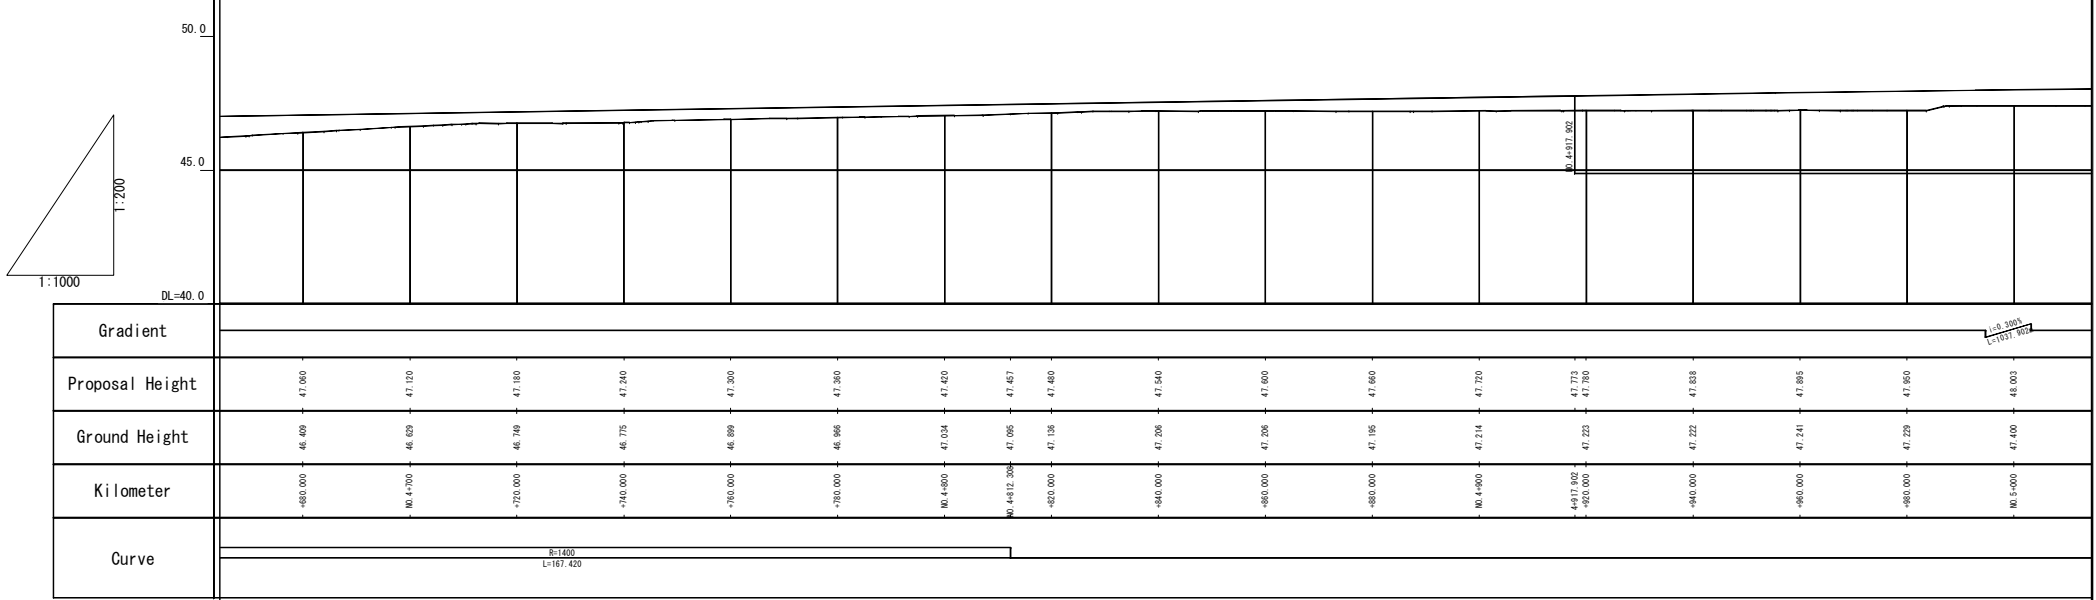 50.0
45.0
1:200
1:1000
DL=40.0
NO.4+917.902
Gradient
i=0.300%
L=1037.902
Proposal Height
47.060 47.120 47.180 47.240 47.300 47.360 47.420 47.457 47.480 47.540 47.600 47.660 47.720 47.773 47.780 47.838 47.895 47.950 48.003
Ground Height
46.409 46.629 46.749 46.775 46.899 46.966 47.034 47.095 47.136 47.206 47.206 47.195 47.214 47.223 47.222 47.241 47.229 47.400
Kilometer
+680.000 NO.4+700 +720.000 +740.000 +760.000 +780.000 NO.4+800 NO.4+812.308 +820.000 +840.000 +860.000 +880.000 NO.4+900 4+917.902 +920.000 +940.000 +960.000 +980.000 NO.5+000
Curve
R=1400
L=167.420